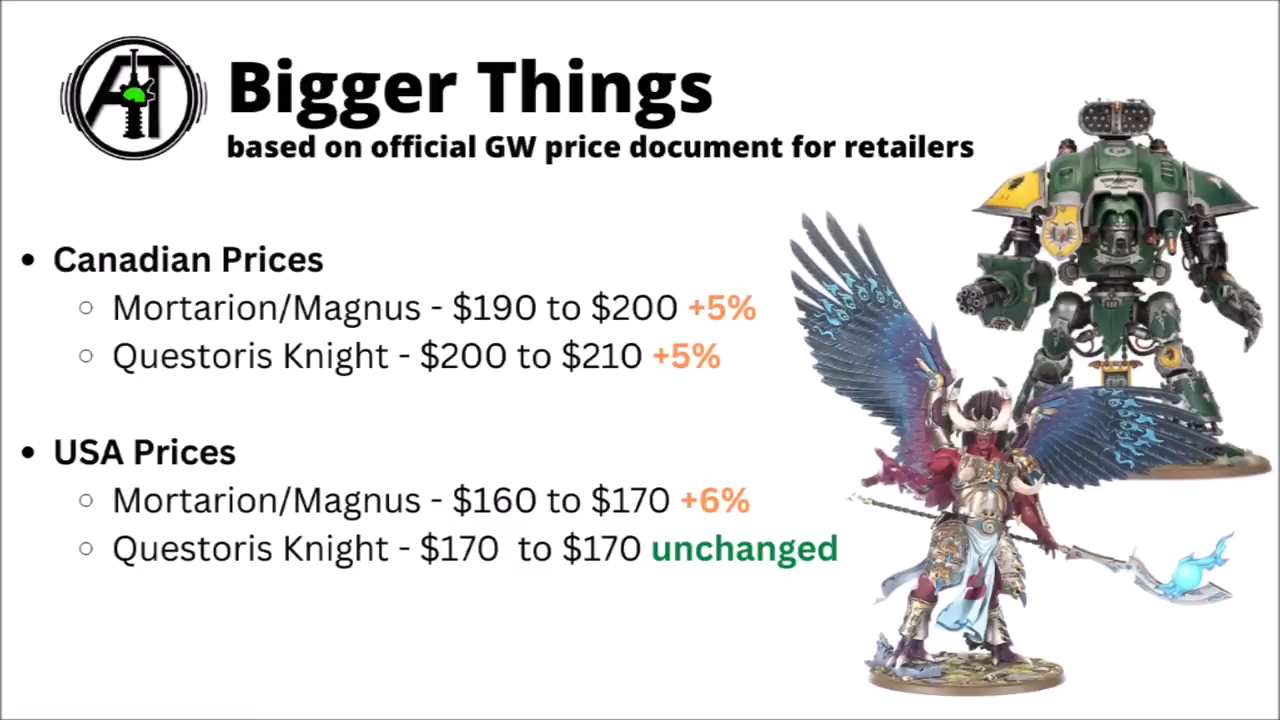 AT
Bigger Things
based on official GW price document for retailers
• Canadian Prices
◦ Mortarion/Magnus - $190 to $200 +5%
◦ Questoris Knight - $200 to $210 +5%
• USA Prices
◦ Mortarion/Magnus - $160 to $170 +6%
◦ Questoris Knight - $170  to $170 unchanged